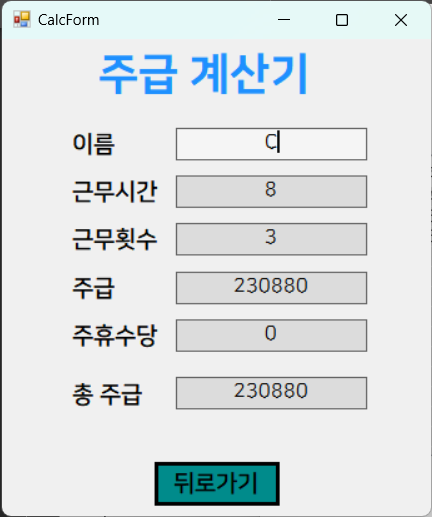 CalcForm
주급 계산기
이름 C
근무시간 8
근무횟수 3
주급 230880
주휴수당 0
총 주급 230880
뒤로가기